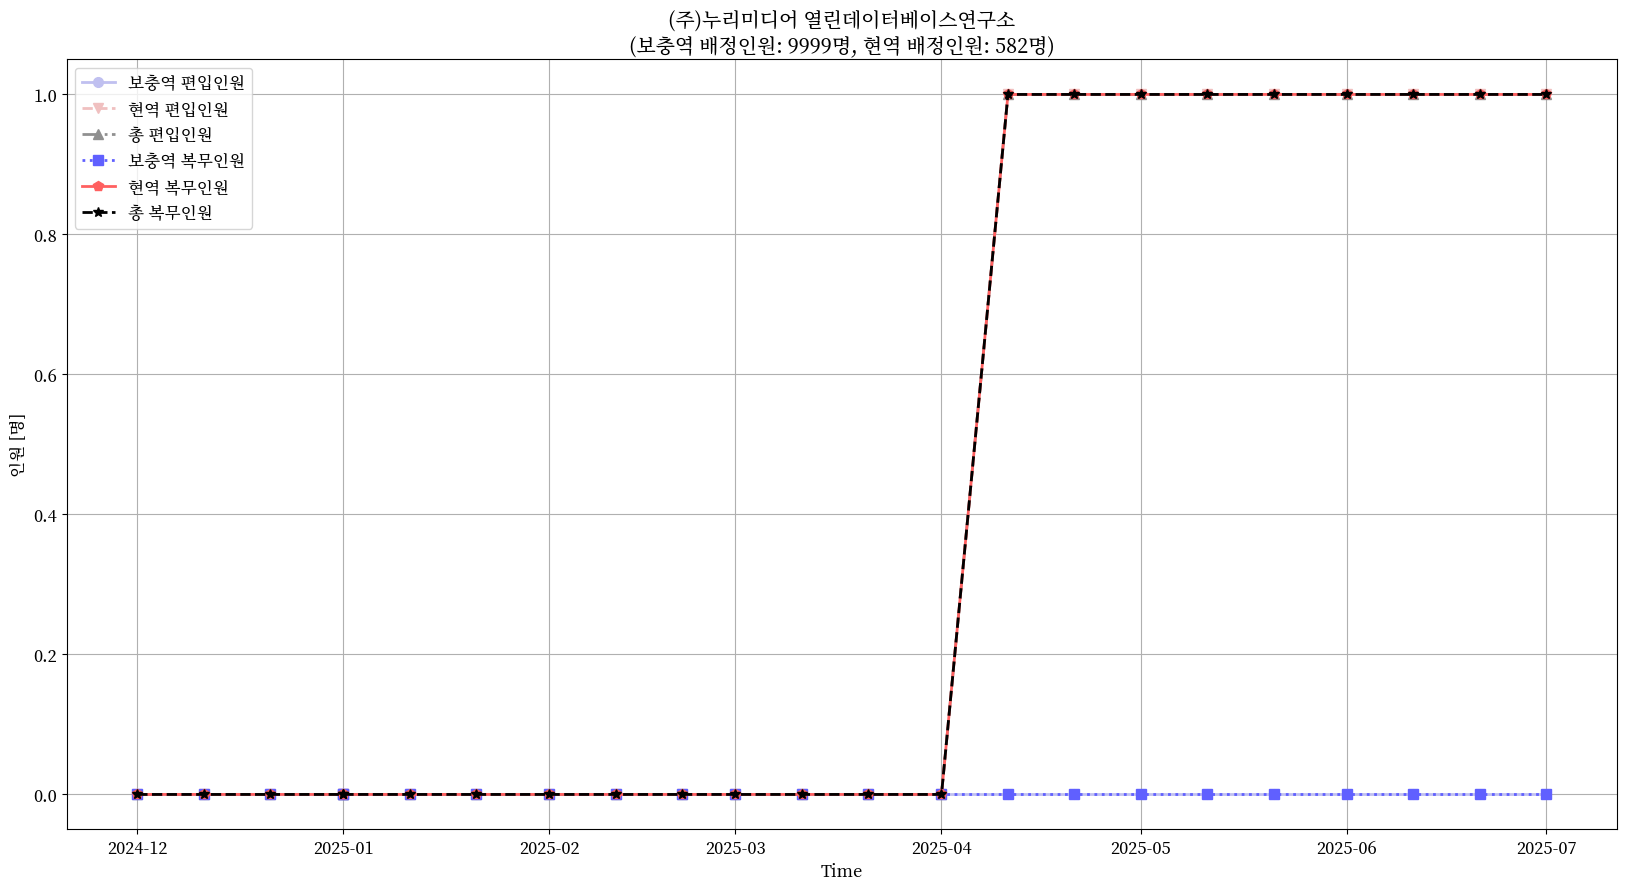 (주)누리미디어 열린데이터베이스연구소
(보충역 배정인원: 9999명, 현역 배정인원: 582명)
보충역 편입인원
현역 편입인원
총 편입인원
보충역 복무인원
현역 복무인원
총 복무인원
1.0
0.8
0.6
0.4
0.2
0.0
인원 [명]
2024-12
2025-01
2025-02
2025-03
2025-04
2025-05
2025-06
2025-07
Time